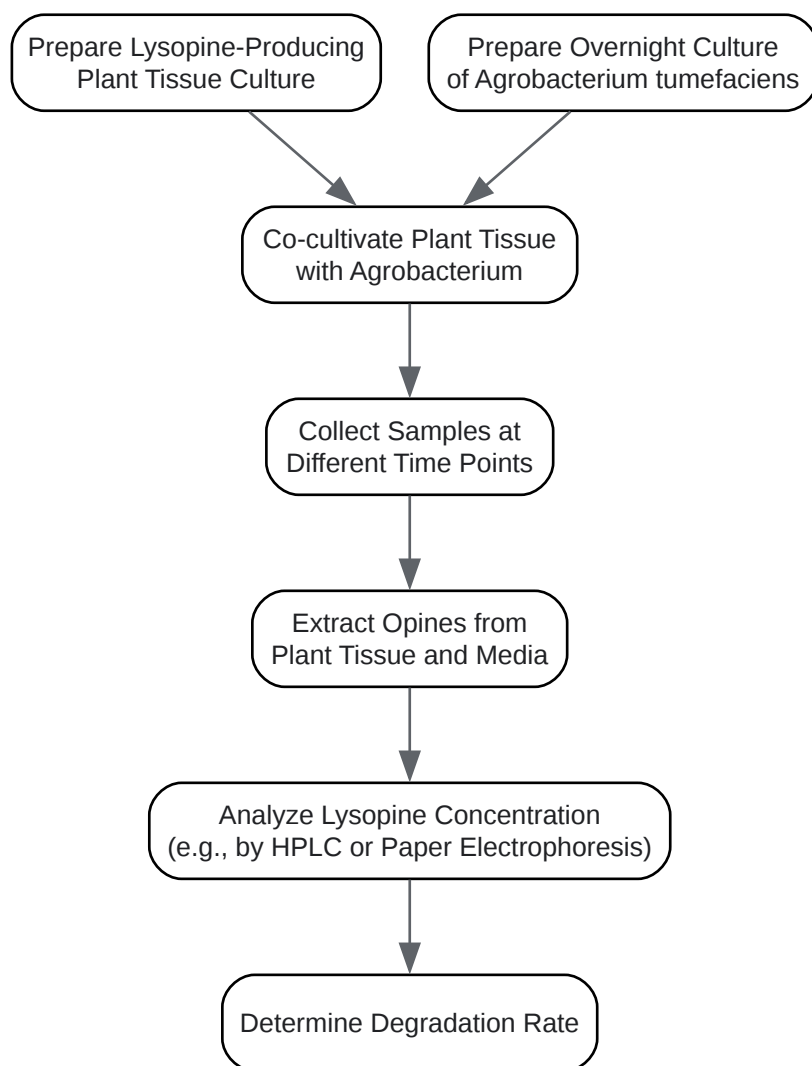 Prepare Lysopine-Producing
Plant Tissue Culture
Prepare Overnight Culture
of Agrobacterium tumefaciens
Co-cultivate Plant Tissue
with Agrobacterium
Collect Samples at
Different Time Points
Extract Opines from
Plant Tissue and Media
Analyze Lysopine Concentration
(e.g., by HPLC or Paper Electrophoresis)
Determine Degradation Rate